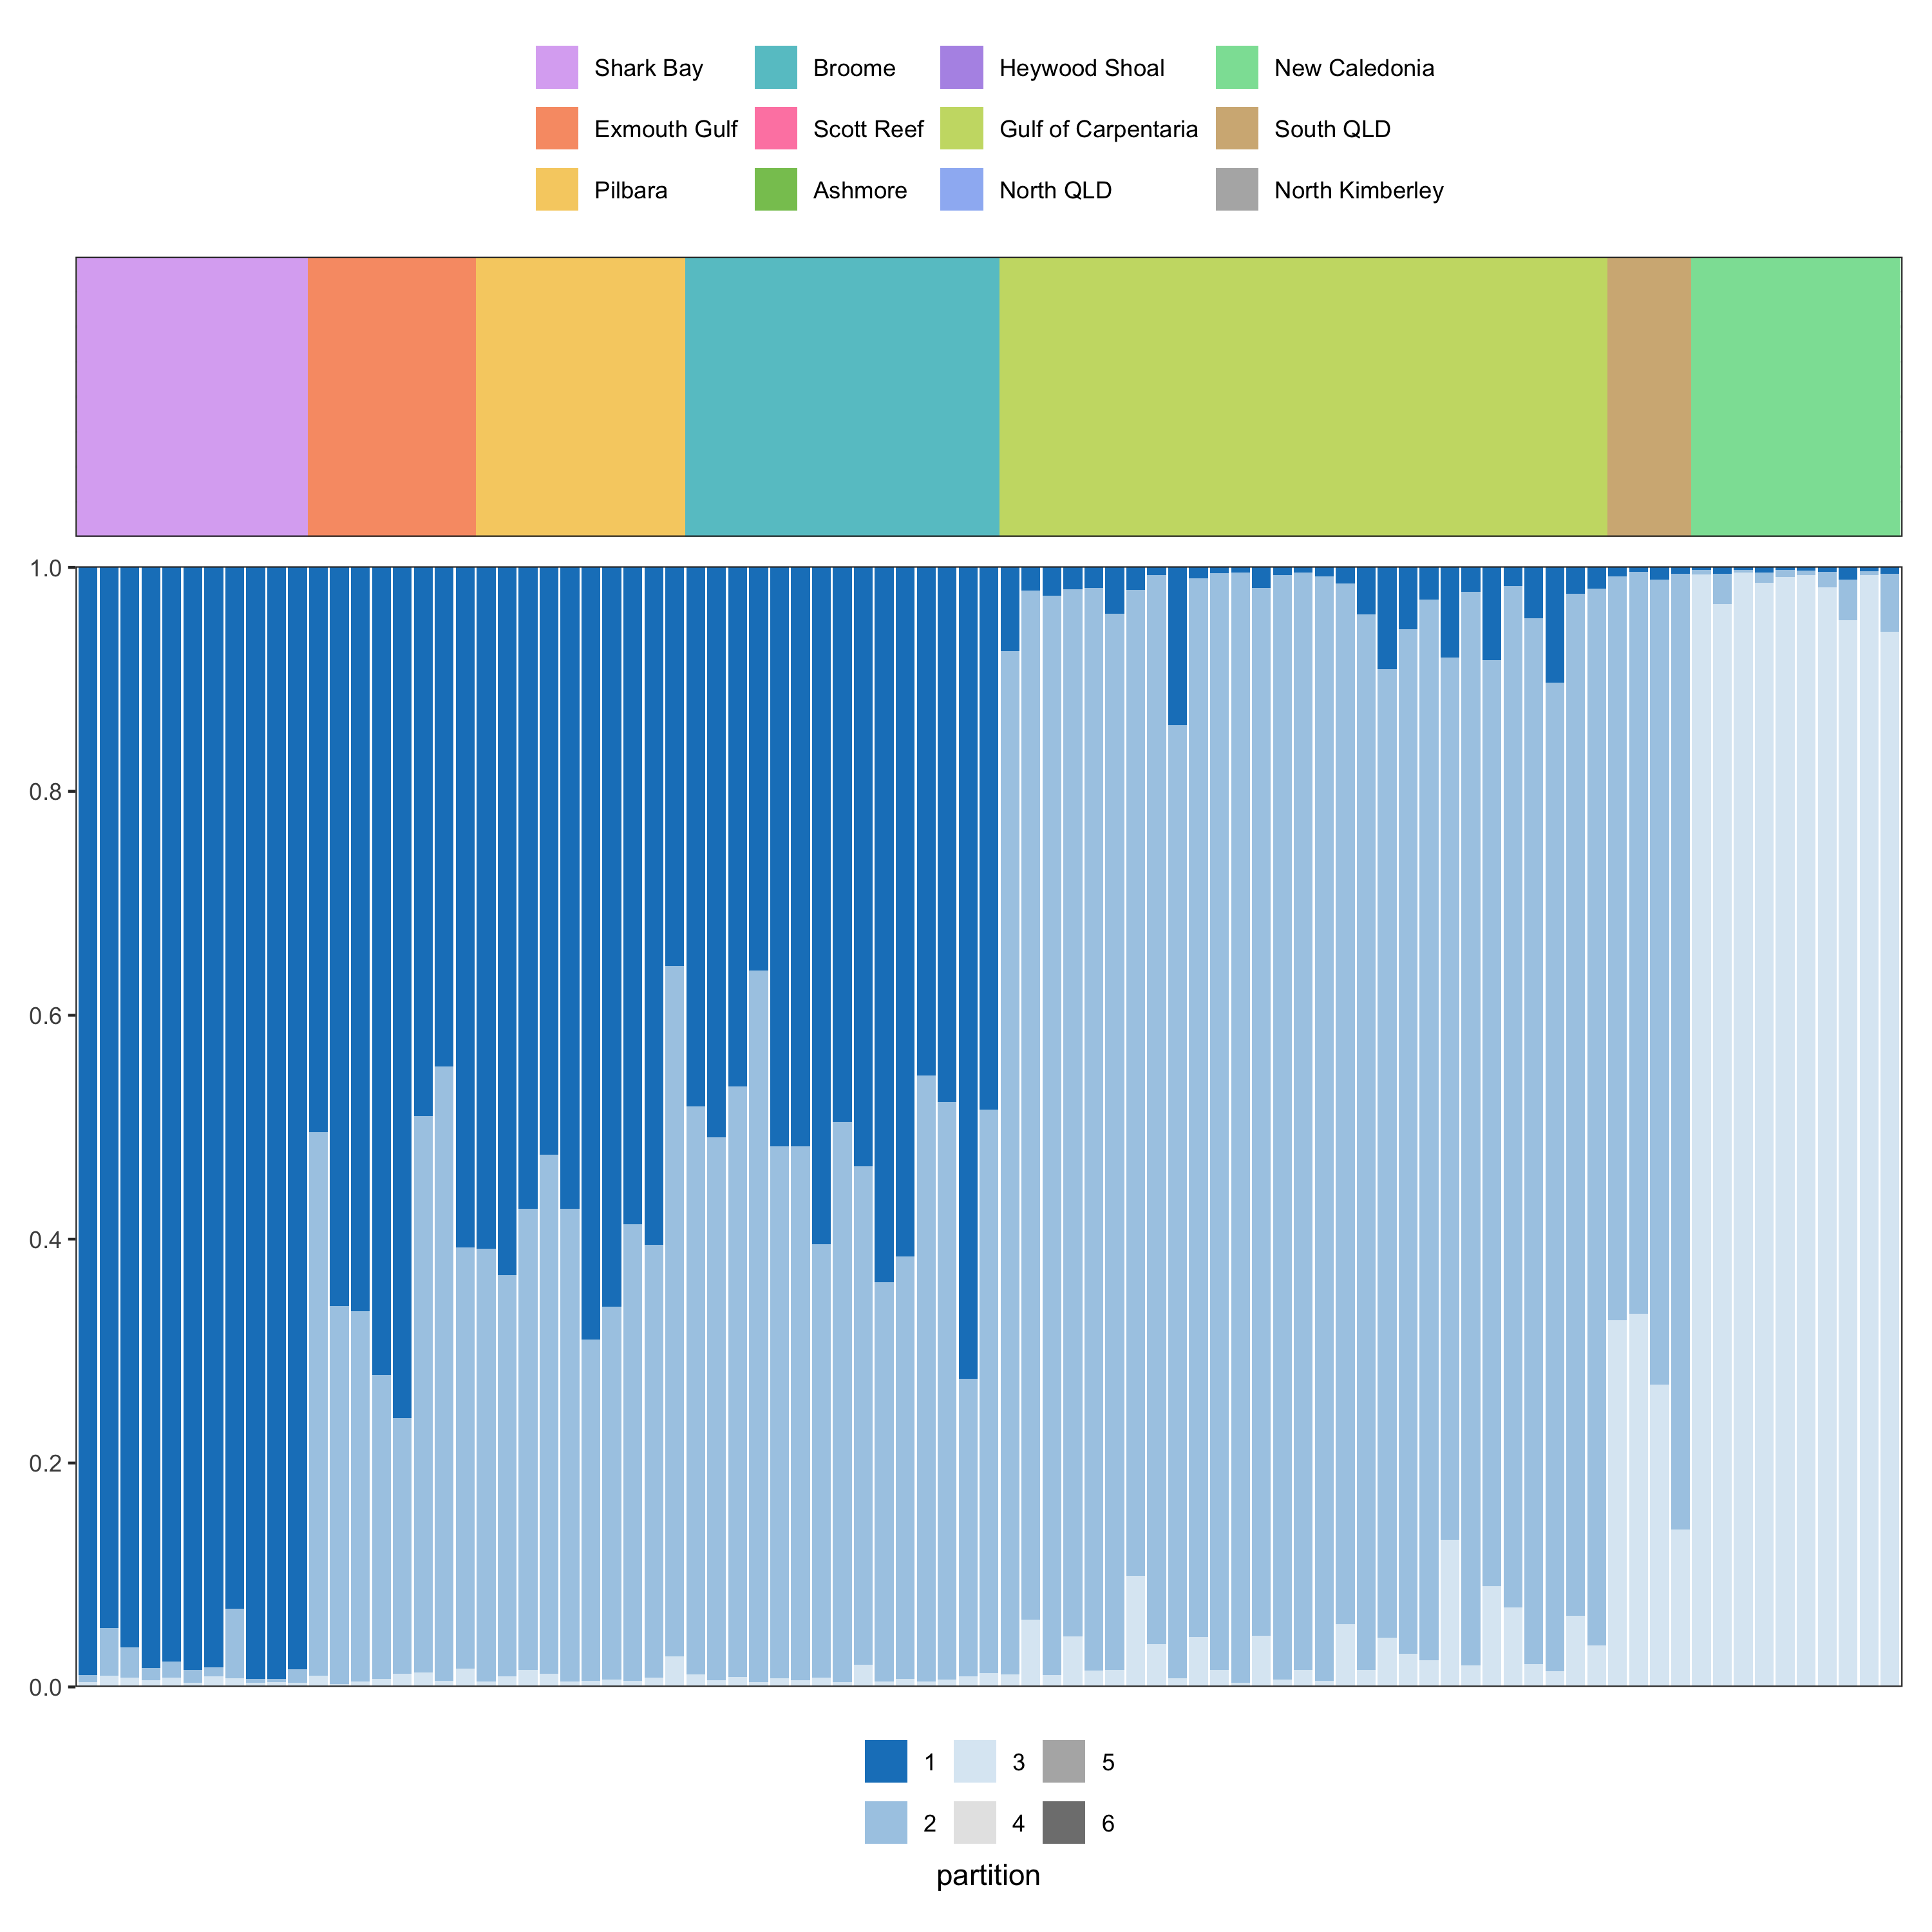 Shark Bay Broome Heywood Shoal New Caledonia
Exmouth Gulf Scott Reef Gulf of Carpentaria South QLD
Pilbara Ashmore North QLD North Kimberley
1.0
0.8
0.6
0.4
0.2
0.0
1 3 5
2 4 6
partition